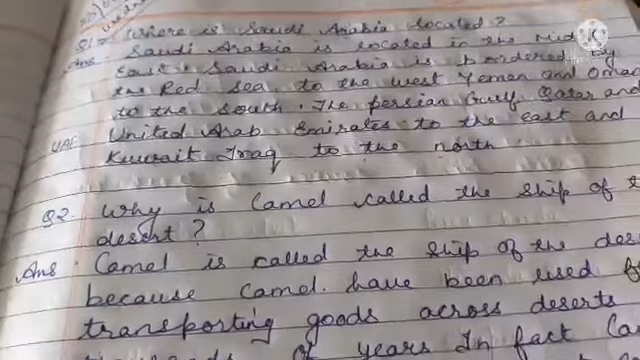 Q1= Where is Saudi Arabia located?
Ans. Saudi Arabia is located in the Mid
East. Saudi Arabia is bordered by
the Red Sea to the west Yemen and Oman
to the south. The persian Gulf Qatar and
UAE United Arab Emirates to the east and
Kuwait Iraq to the north.
Q2. Why is Camel called the ship of
desert?
Ans. Camel is called the ship of the des
because camel. have been used f
transporting goods across deserts
of years In fact Ca